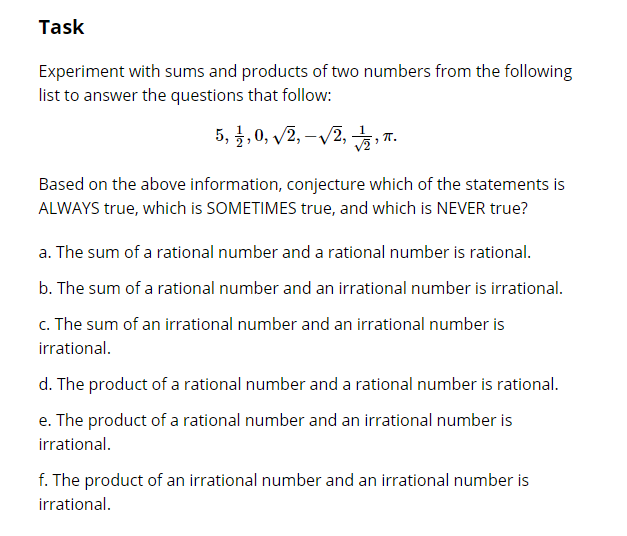 Task
Experiment with sums and products of two numbers from the following
list to answer the questions that follow:
5, 1/2, 0, √2, −√2, 1/√2, π.
Based on the above information, conjecture which of the statements is
ALWAYS true, which is SOMETIMES true, and which is NEVER true?
a. The sum of a rational number and a rational number is rational.
b. The sum of a rational number and an irrational number is irrational.
c. The sum of an irrational number and an irrational number is
irrational.
d. The product of a rational number and a rational number is rational.
e. The product of a rational number and an irrational number is
irrational.
f. The product of an irrational number and an irrational number is
irrational.